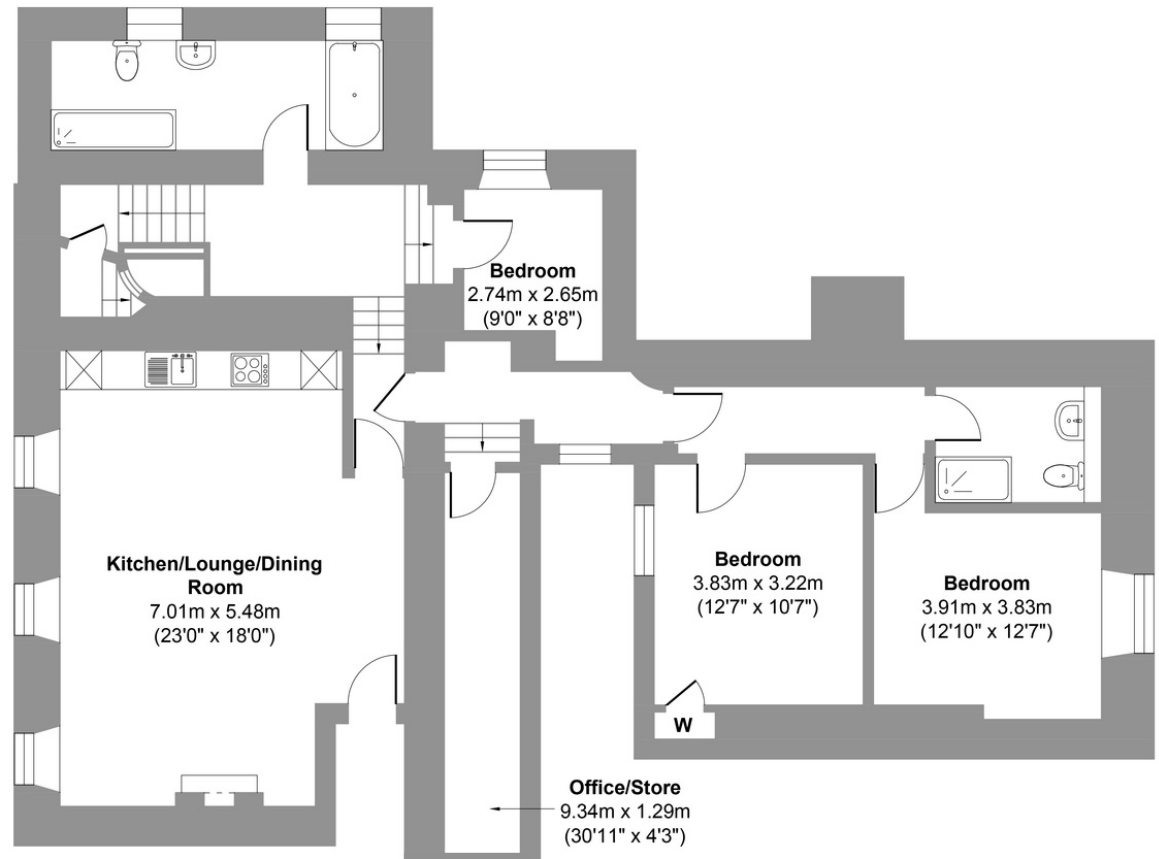 Bedroom
2.74m x 2.65m
(9'0" x 8'8")
Kitchen/Lounge/Dining
Room
7.01m x 5.48m
(23'0" x 18'0")
Bedroom
3.83m x 3.22m
(12'7" x 10'7")
Bedroom
3.91m x 3.83m
(12'10" x 12'7")
W
Office/Store
9.34m x 1.29m
(30'11" x 4'3")